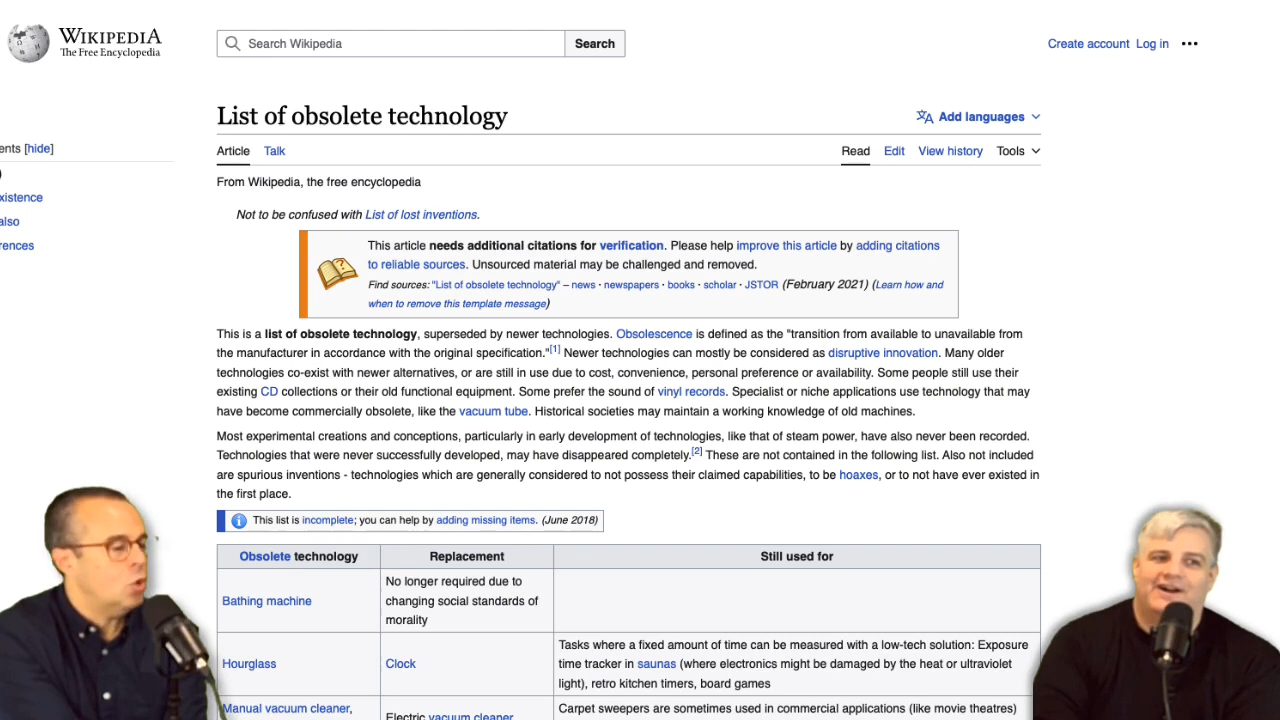 WIKIPEDIA
The Free Encyclopedia
Search Wikipedia
Search
Create account Log in
ents [hide]
)
xistence
also
rences
List of obsolete technology
Add languages
Article Talk
Read Edit View history Tools
From Wikipedia, the free encyclopedia
Not to be confused with List of lost inventions.
This article needs additional citations for verification. Please help improve this article by adding citations
to reliable sources. Unsourced material may be challenged and removed.
Find sources: "List of obsolete technology" – news · newspapers · books · scholar · JSTOR (February 2021) (Learn how and
when to remove this template message)
This is a list of obsolete technology, superseded by newer technologies. Obsolescence is defined as the "transition from available to unavailable from
the manufacturer in accordance with the original specification."[1] Newer technologies can mostly be considered as disruptive innovation. Many older
technologies co-exist with newer alternatives, or are still in use due to cost, convenience, personal preference or availability. Some people still use their
existing CD collections or their old functional equipment. Some prefer the sound of vinyl records. Specialist or niche applications use technology that may
have become commercially obsolete, like the vacuum tube. Historical societies may maintain a working knowledge of old machines.
Most experimental creations and conceptions, particularly in early development of technologies, like that of steam power, have also never been recorded.
Technologies that were never successfully developed, may have disappeared completely.[2] These are not contained in the following list. Also not included
are spurious inventions - technologies which are generally considered to not possess their claimed capabilities, to be hoaxes, or to not have ever existed in
the first place.
This list is incomplete; you can help by adding missing items. (June 2018)
Obsolete technology
Replacement
Still used for
Bathing machine
No longer required due to
changing social standards of
morality
Hourglass
Clock
Tasks where a fixed amount of time can be measured with a low-tech solution: Exposure
time tracker in saunas (where electronics might be damaged by the heat or ultraviolet
light), retro kitchen timers, board games
Manual vacuum cleaner,
Electric vacuum cleaner
Carpet sweepers are sometimes used in commercial applications (like movie theatres)